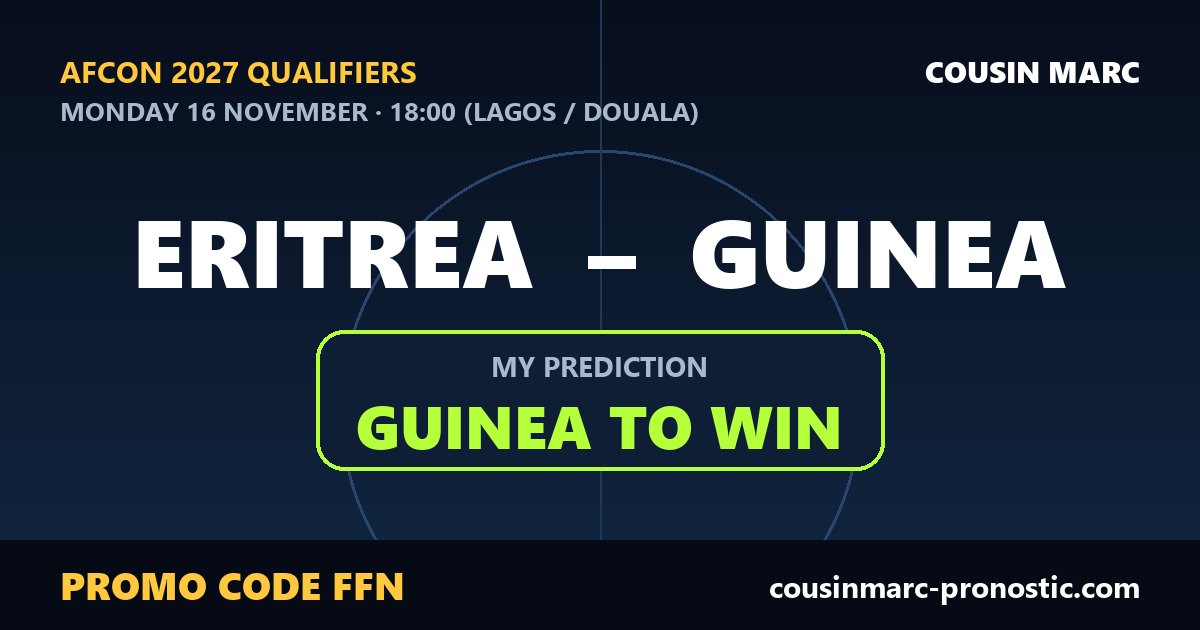 AFCON 2027 QUALIFIERS
COUSIN MARC
MONDAY 16 NOVEMBER · 18:00 (LAGOS / DOUALA)
ERITREA – GUINEA
MY PREDICTION
GUINEA TO WIN
PROMO CODE FFN
cousinmarc-pronostic.com